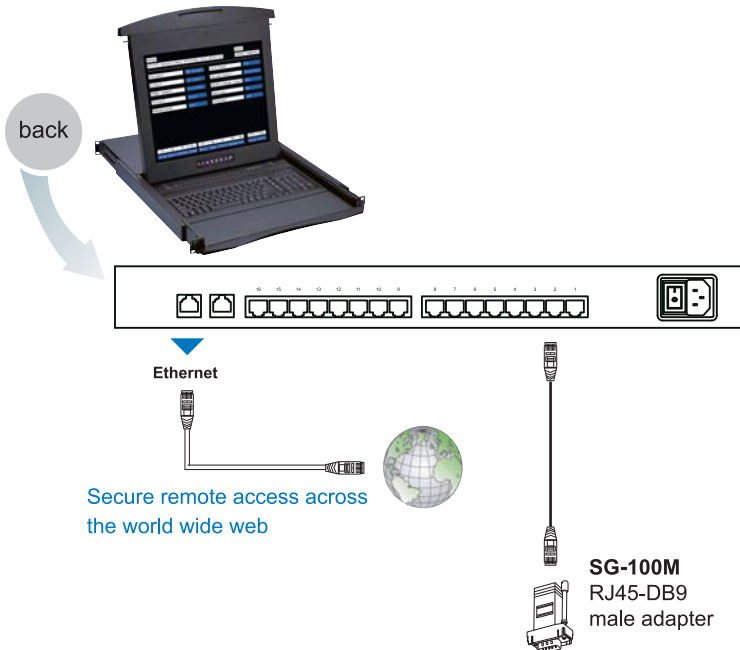 back
16 15 14 13 12 11 10 9 8 7 6 5 4 3 2 1
Ethernet
Secure remote access across
the world wide web
SG-100M
RJ45-DB9
male adapter